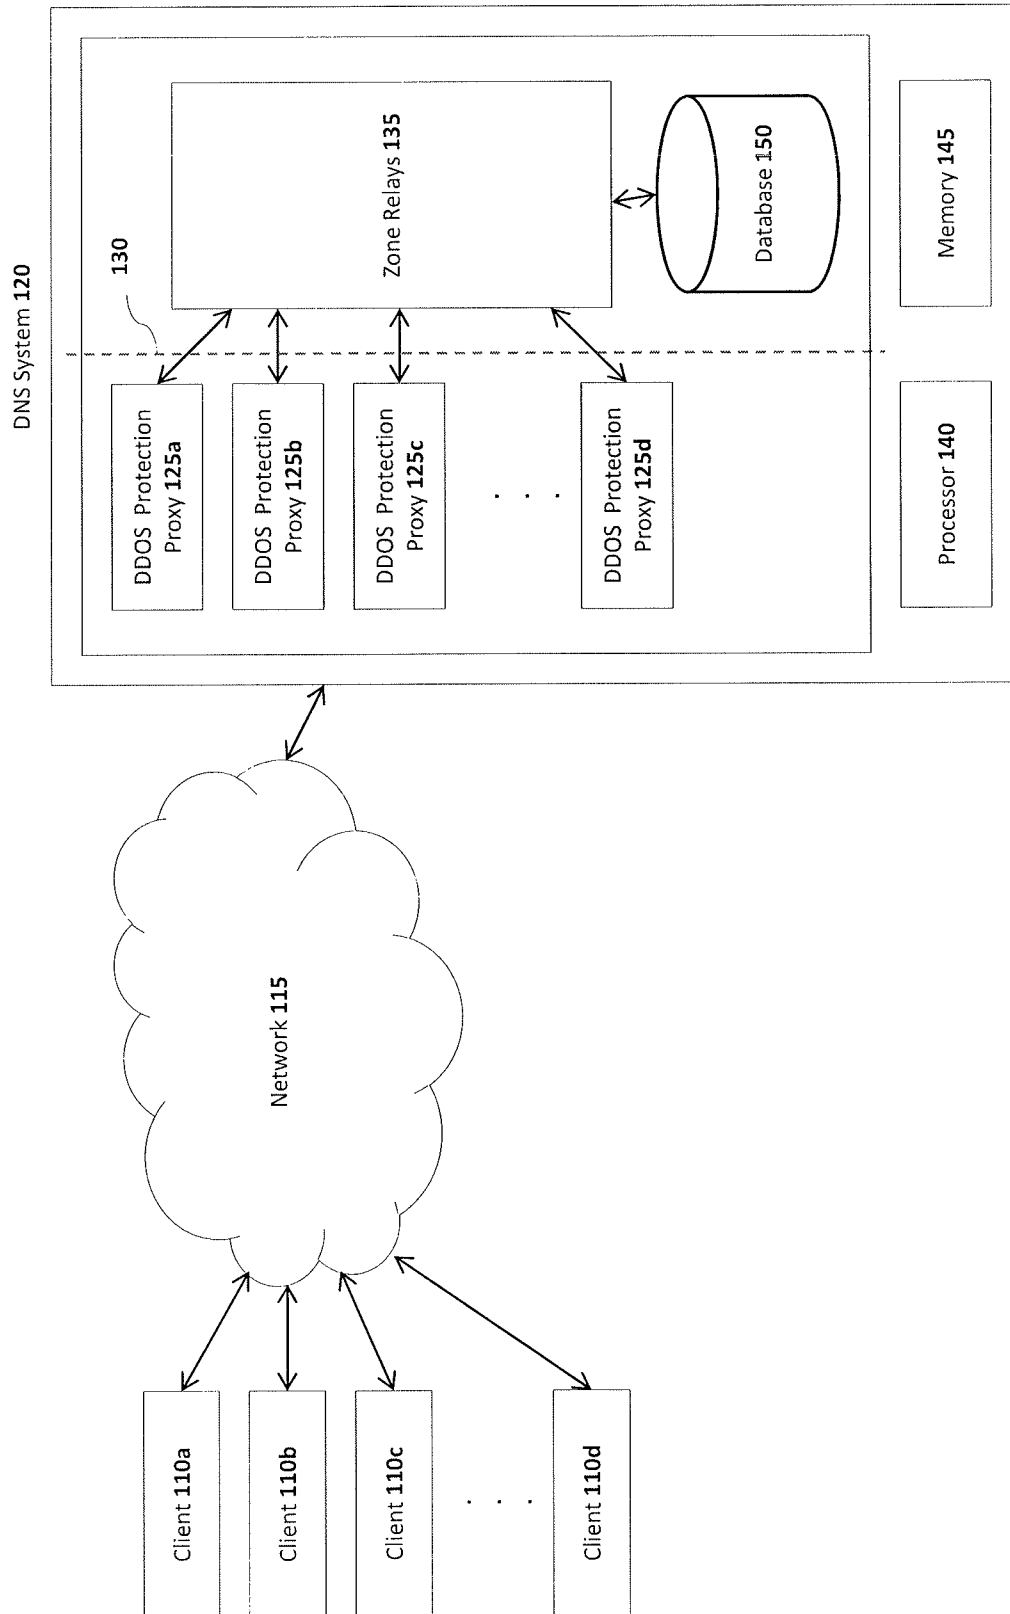 DNS System 120
130
DDOS Protection
Proxy 125a
DDOS Protection
Proxy 125b
DDOS Protection
Proxy 125c
. . .
DDOS Protection
Proxy 125d
Zone Relays 135
Database 150
Processor 140
Memory 145
Network 115
Client 110a
Client 110b
Client 110c
. . .
Client 110d